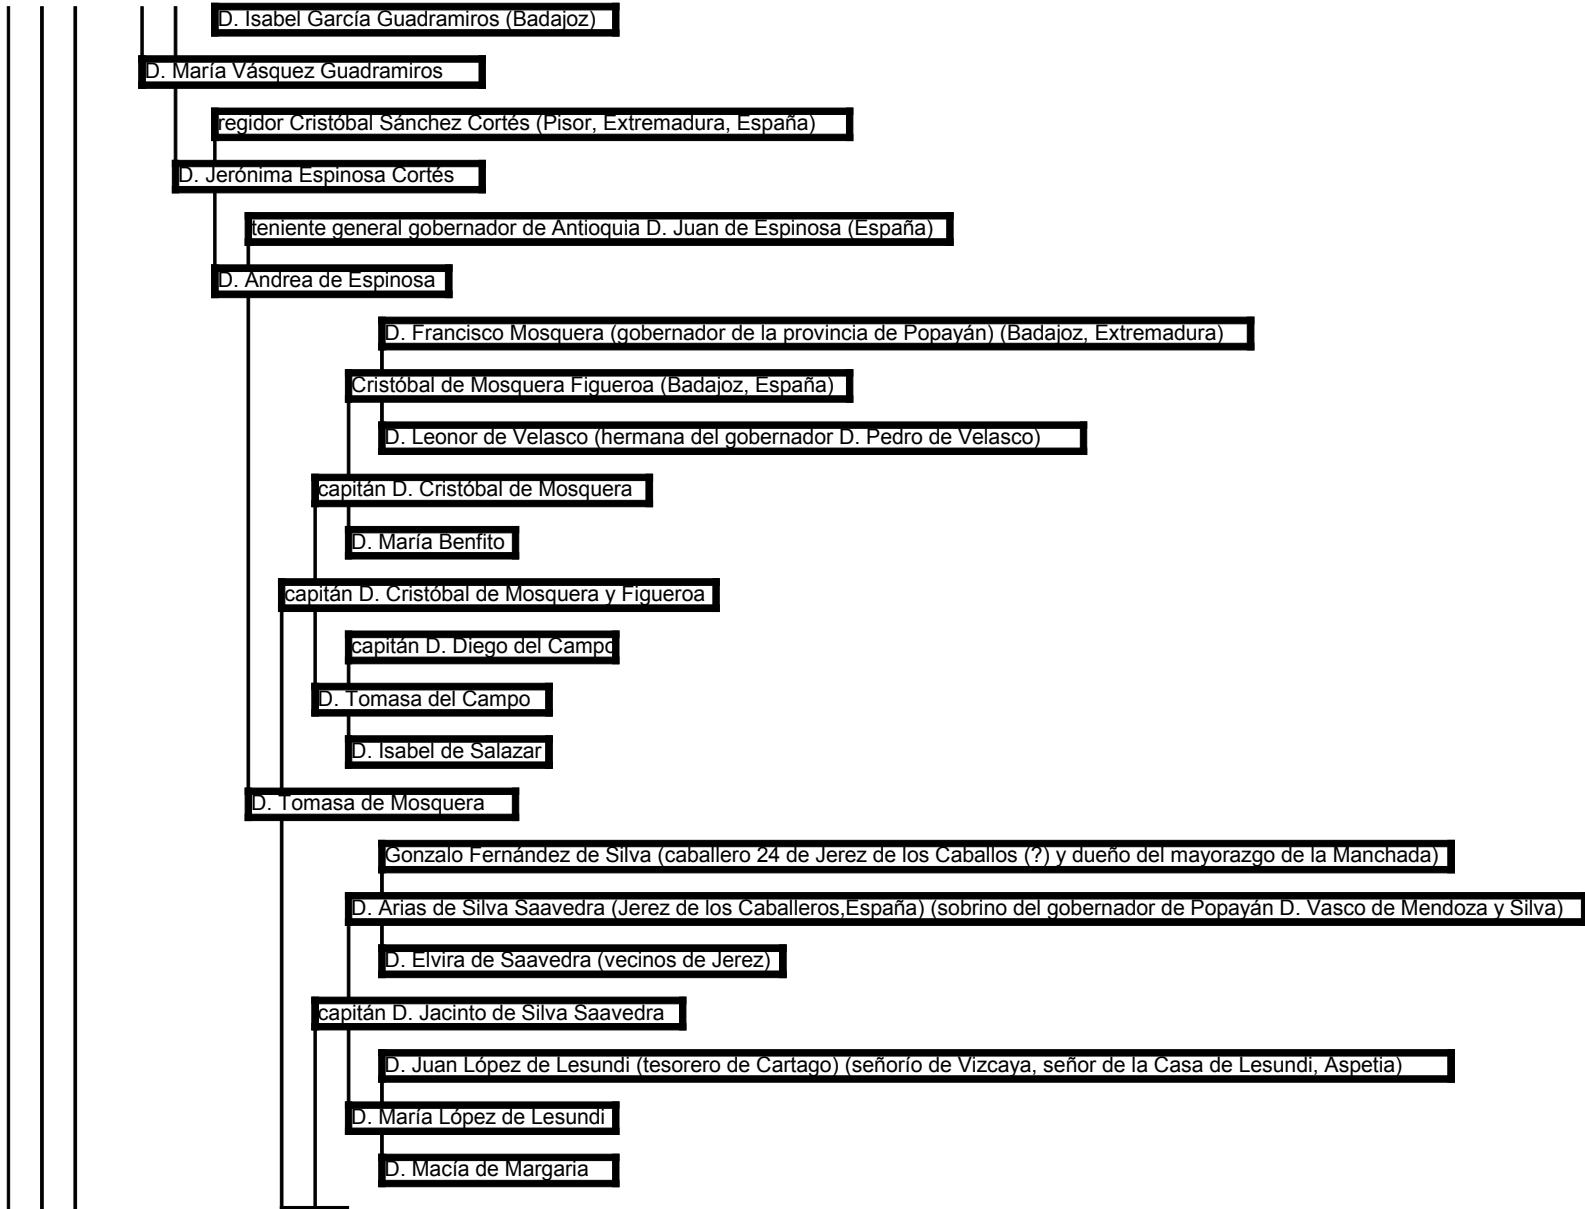 D. Isabel García Guadramiros (Badajoz)
D. María Vásquez Guadramiros
regidor Cristóbal Sánchez Cortés (Pisor, Extremadura, España)
D. Jerónima Espinosa Cortés
teniente general gobernador de Antioquia D. Juan de Espinosa (España)
D. Andrea de Espinosa
D. Francisco Mosquera (gobernador de la provincia de Popayán) (Badajoz, Extremadura)
Cristóbal de Mosquera Figueroa (Badajoz, España)
D. Leonor de Velasco (hermana del gobernador D. Pedro de Velasco)
capitán D. Cristóbal de Mosquera
D. María Benfito
capitán D. Cristóbal de Mosquera y Figueroa
capitán D. Diego del Campo
D. Tomasa del Campo
D. Isabel de Salazar
D. Tomasa de Mosquera
Gonzalo Fernández de Silva (caballero 24 de Jerez de los Caballos (?) y dueño del mayorazgo de la Manchada)
D. Arias de Silva Saavedra (Jerez de los Caballeros,España) (sobrino del gobernador de Popayán D. Vasco de Mendoza y Silva)
D. Elvira de Saavedra (vecinos de Jerez)
capitán D. Jacinto de Silva Saavedra
D. Juan López de Lesundi (tesorero de Cartago) (señorío de Vizcaya, señor de la Casa de Lesundi, Aspetia)
D. María López de Lesundi
D. Macía de Margaria